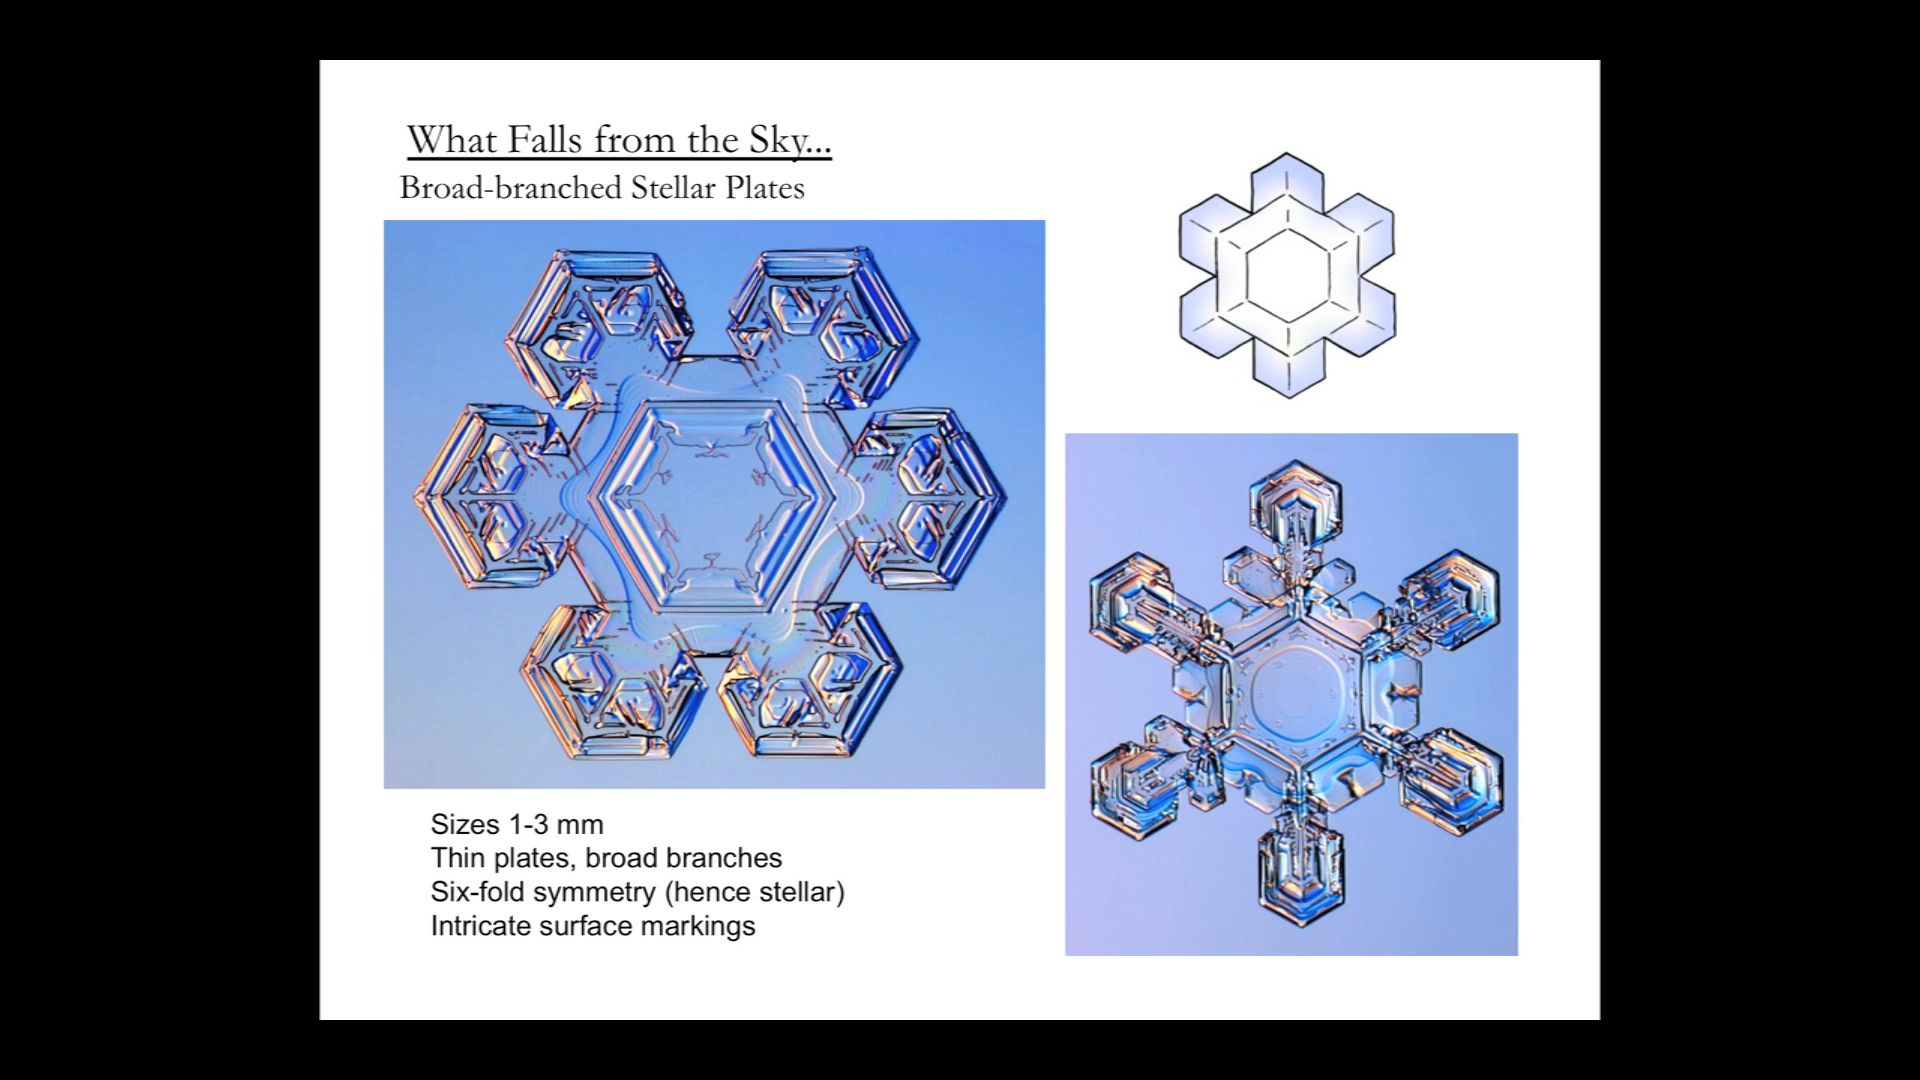 What Falls from the Sky...
Broad-branched Stellar Plates
Sizes 1-3 mm
Thin plates, broad branches
Six-fold symmetry (hence stellar)
Intricate surface markings